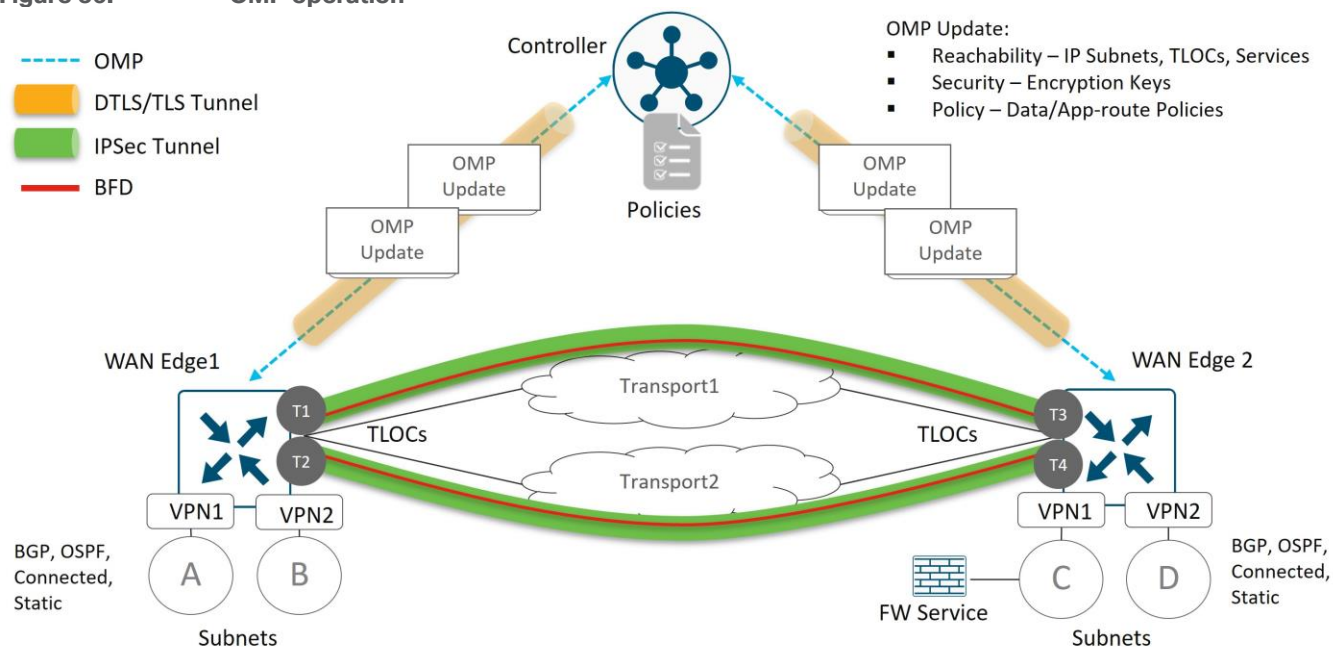 OMP operation
OMP
DTLS/TLS Tunnel
IPSec Tunnel
BFD
Controller
Policies
OMP Update:
▪ Reachability – IP Subnets, TLOCs, Services
▪ Security – Encryption Keys
▪ Policy – Data/App-route Policies
OMP
Update
OMP
Update
OMP
Update
OMP
Update
WAN Edge1
WAN Edge 2
T1
T2
TLOCs
Transport1
Transport2
TLOCs
T3
T4
VPN1
VPN2
VPN1
VPN2
BGP, OSPF,
Connected,
Static
A
B
Subnets
FW Service
C
D
BGP, OSPF,
Connected,
Static
Subnets